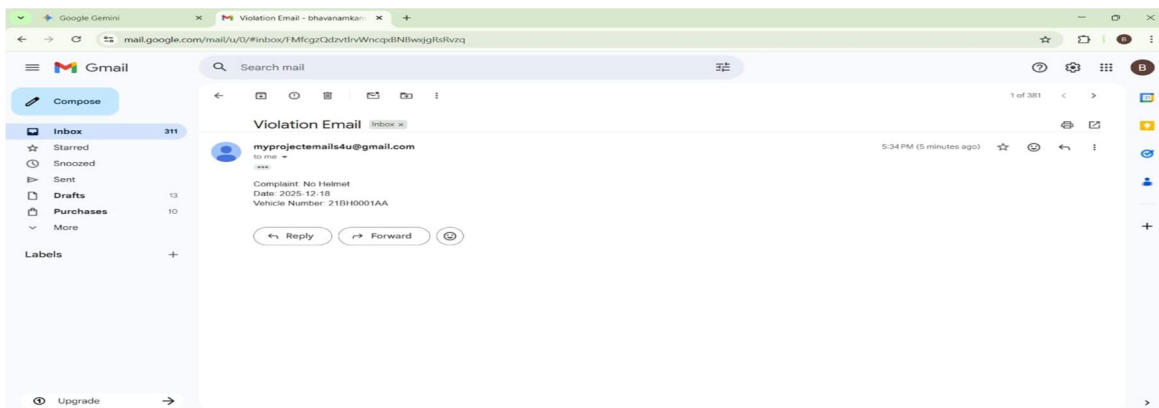 Google Gemini
Violation Email - bhavanamkan
mail.google.com/mail/u/0/#inbox/FMfcgzQdzvtlrvWncqxBNBwxjgRsRvzq
Gmail
Search mail
B
Compose
1 of 381
Inbox 311
Starred
Snoozed
Sent
Drafts 13
Purchases 10
More
Labels
Violation Email Inbox x
myprojectemails4u@gmail.com 5:34 PM (5 minutes ago)
to me
Complaint: No Helmet
Date: 2025-12-18
Vehicle Number: 21BH0001AA
Reply Forward
Upgrade